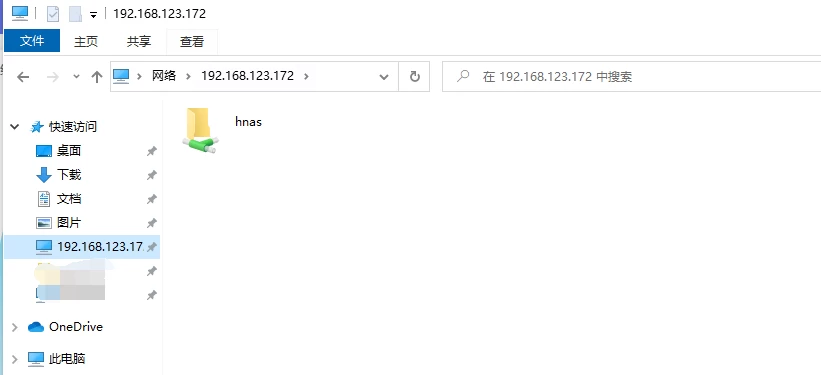 192.168.123.172
文件 主页 共享 查看
网络 192.168.123.172 在 192.168.123.172 中搜索
快速访问
hnas
桌面
下载
文档
图片
192.168.123.17
OneDrive
此电脑